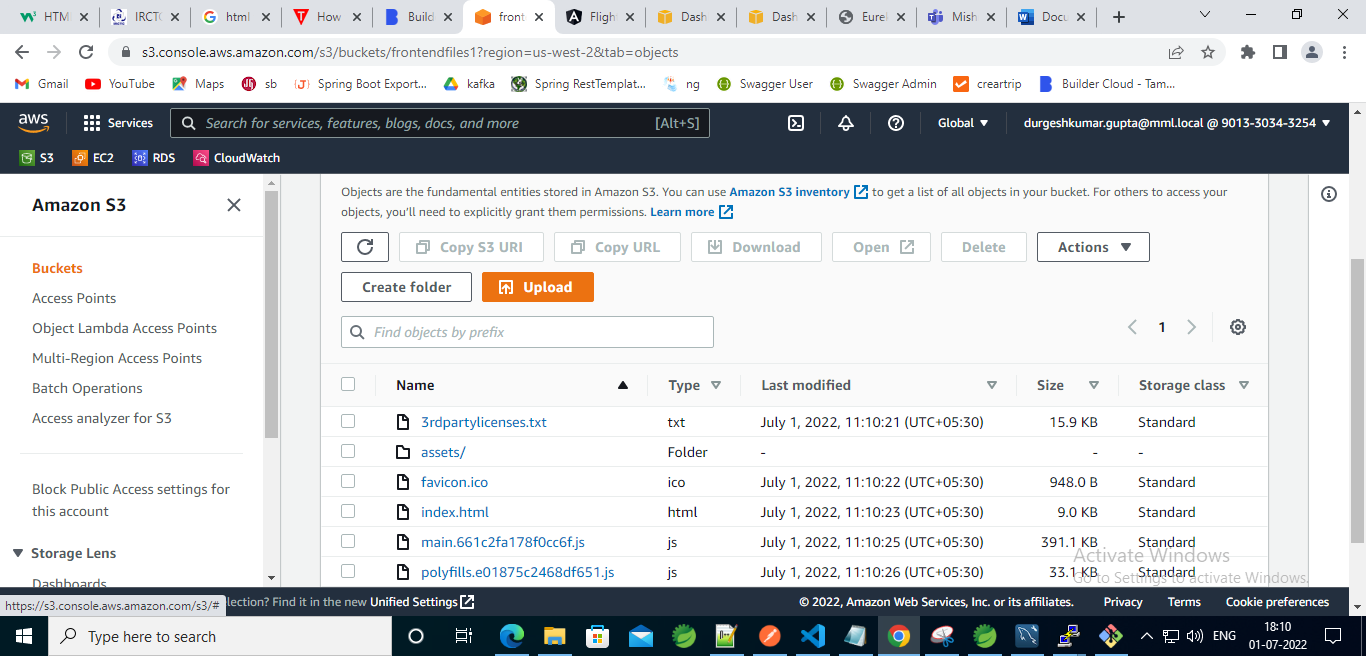 HTML
IRCTC
html
How
Build
front
Flight
Dash
Dash
Eurek
Mish
Docu
s3.console.aws.amazon.com/s3/buckets/frontendfiles1?region=us-west-2&tab=objects
Gmail
YouTube
Maps
sb
Spring Boot Export...
kafka
Spring RestTemplat...
ng
Swagger User
Swagger Admin
creartrip
Builder Cloud - Tam...
aws
Services
Search for services, features, blogs, docs, and more
[Alt+S]
Global
durgeshkumar.gupta@mml.local @ 9013-3034-3254
S3
EC2
RDS
CloudWatch
Amazon S3
Buckets
Access Points
Object Lambda Access Points
Multi-Region Access Points
Batch Operations
Access analyzer for S3
Block Public Access settings for
this account
Storage Lens
Dashboards
Objects are the fundamental entities stored in Amazon S3. You can use Amazon S3 inventory to get a list of all objects in your bucket. For others to access your
objects, you'll need to explicitly grant them permissions. Learn more
Copy S3 URI
Copy URL
Download
Open
Delete
Actions
Create folder
Upload
Find objects by prefix
1
Name Type Last modified Size Storage class
3rdpartylicenses.txt txt July 1, 2022, 11:10:21 (UTC+05:30) 15.9 KB Standard
assets/ Folder - - -
favicon.ico ico July 1, 2022, 11:10:22 (UTC+05:30) 948.0 B Standard
index.html html July 1, 2022, 11:10:23 (UTC+05:30) 9.0 KB Standard
main.661c2fa178f0cc6f.js js July 1, 2022, 11:10:25 (UTC+05:30) 391.1 KB Standard
polyfills.e01875c2468df651.js js July 1, 2022, 11:10:26 (UTC+05:30) 33.1 KB Standard
Activate Windows
Go to Settings to activate Windows.
https://s3.console.aws.amazon.com/s3/#
lection? Find it in the new Unified Settings
© 2022, Amazon Web Services, Inc. or its affiliates.
Privacy
Terms
Cookie preferences
Type here to search
ENG
18:10
01-07-2022